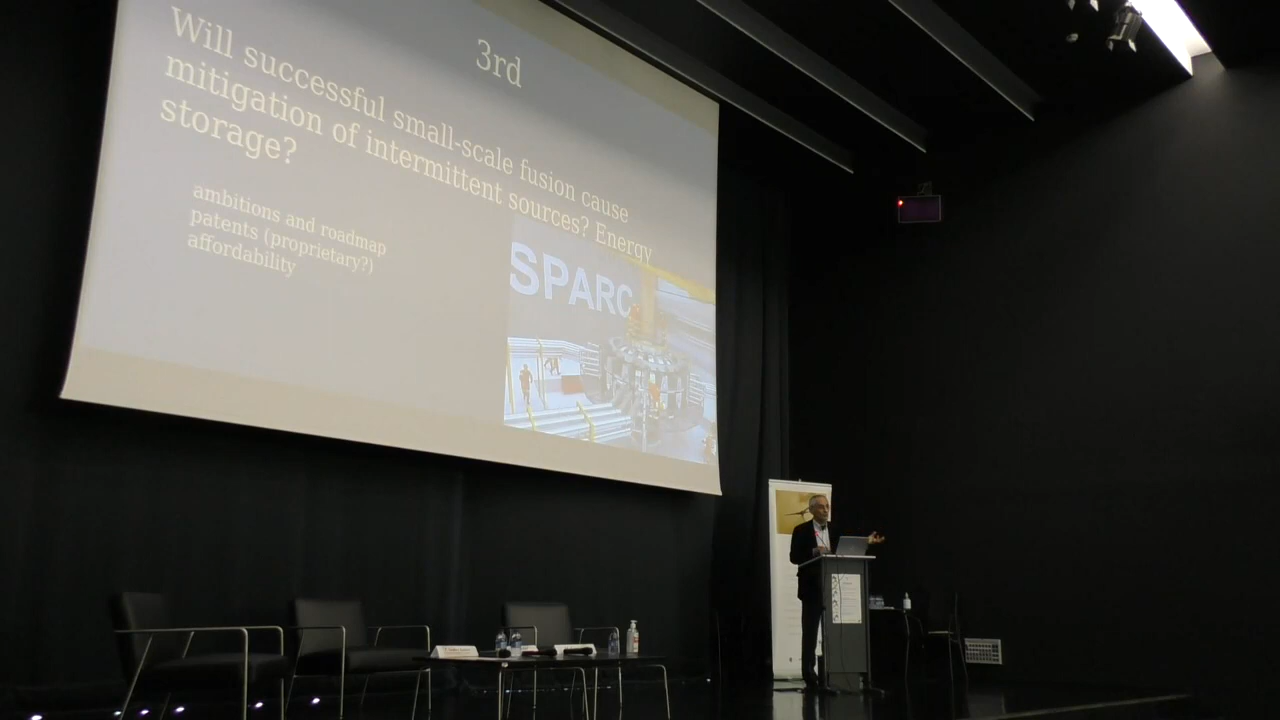 3rd
Will successful small-scale fusion cause
mitigation of intermittent sources? Energy
storage?
ambitions and roadmap
patents (proprietary?)
affordability
SPARC